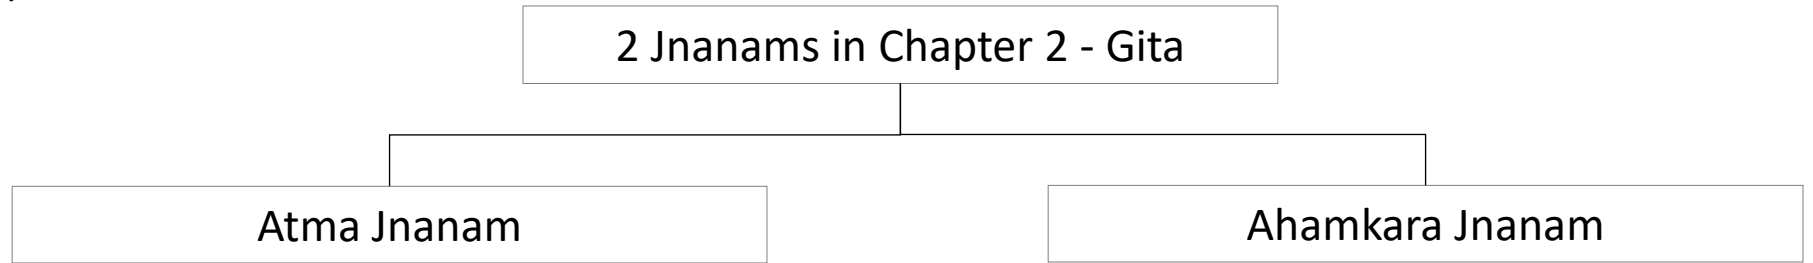 2 Jnanams in Chapter 2 - Gita
Atma Jnanam
Ahamkara Jnanam